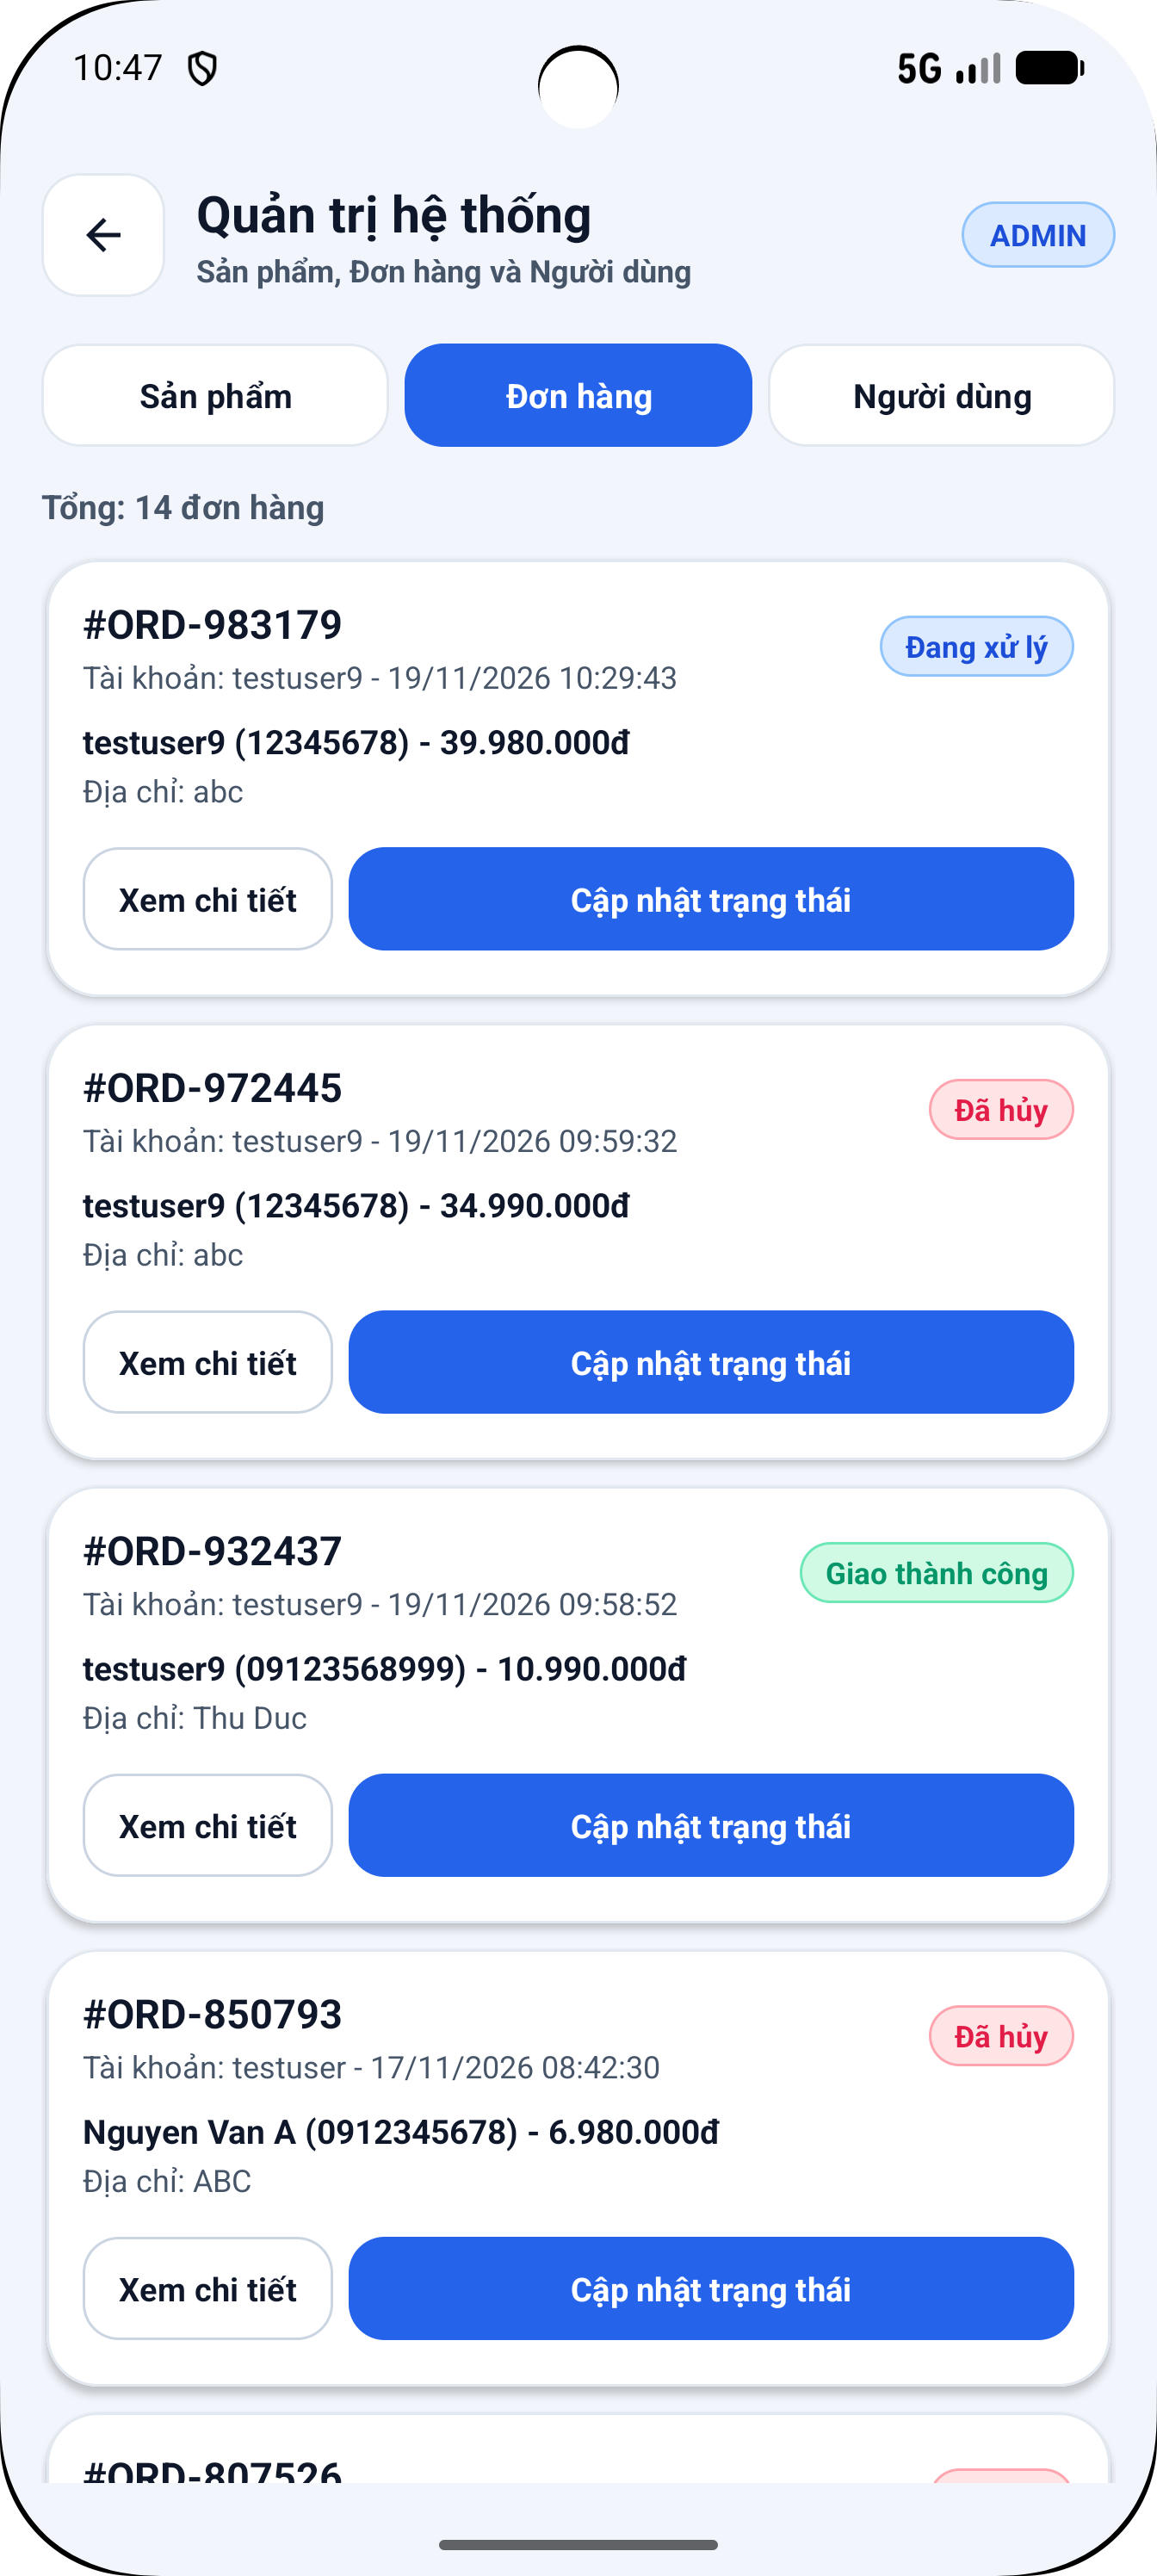 10:47
5G
Quản trị hệ thống
Sản phẩm, Đơn hàng và Người dùng
ADMIN
Sản phẩm
Đơn hàng
Người dùng
Tổng: 14 đơn hàng
#ORD-983179
Đang xử lý
Tài khoản: testuser9 - 19/11/2026 10:29:43
testuser9 (12345678) - 39.980.000đ
Địa chỉ: abc
Xem chi tiết
Cập nhật trạng thái
#ORD-972445
Đã hủy
Tài khoản: testuser9 - 19/11/2026 09:59:32
testuser9 (12345678) - 34.990.000đ
Địa chỉ: abc
Xem chi tiết
Cập nhật trạng thái
#ORD-932437
Giao thành công
Tài khoản: testuser9 - 19/11/2026 09:58:52
testuser9 (09123568999) - 10.990.000đ
Địa chỉ: Thu Duc
Xem chi tiết
Cập nhật trạng thái
#ORD-850793
Đã hủy
Tài khoản: testuser - 17/11/2026 08:42:30
Nguyen Van A (0912345678) - 6.980.000đ
Địa chỉ: ABC
Xem chi tiết
Cập nhật trạng thái
#ORD-807526